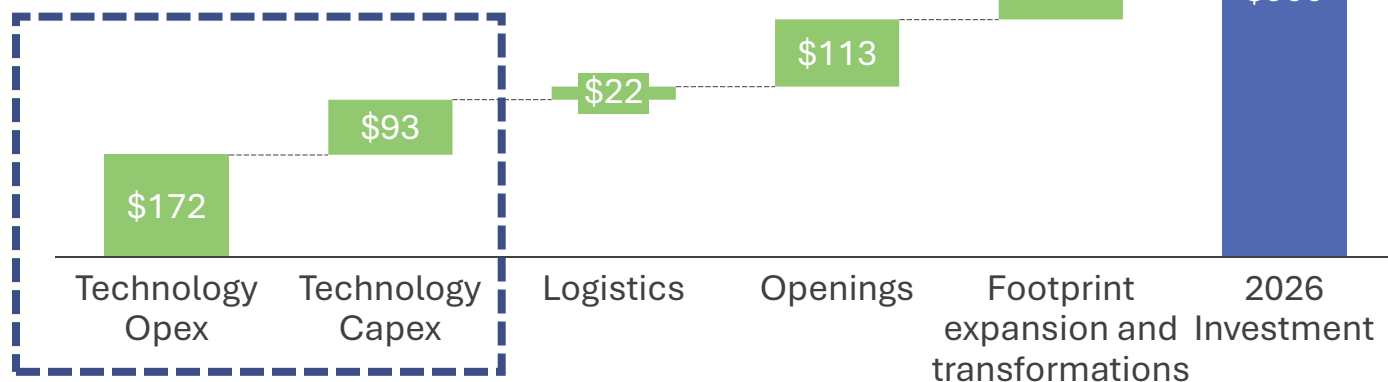 $113
$22
$93
$172
Technology Opex
Technology Capex
Logistics
Openings
Footprint expansion and transformations
2026 Investment